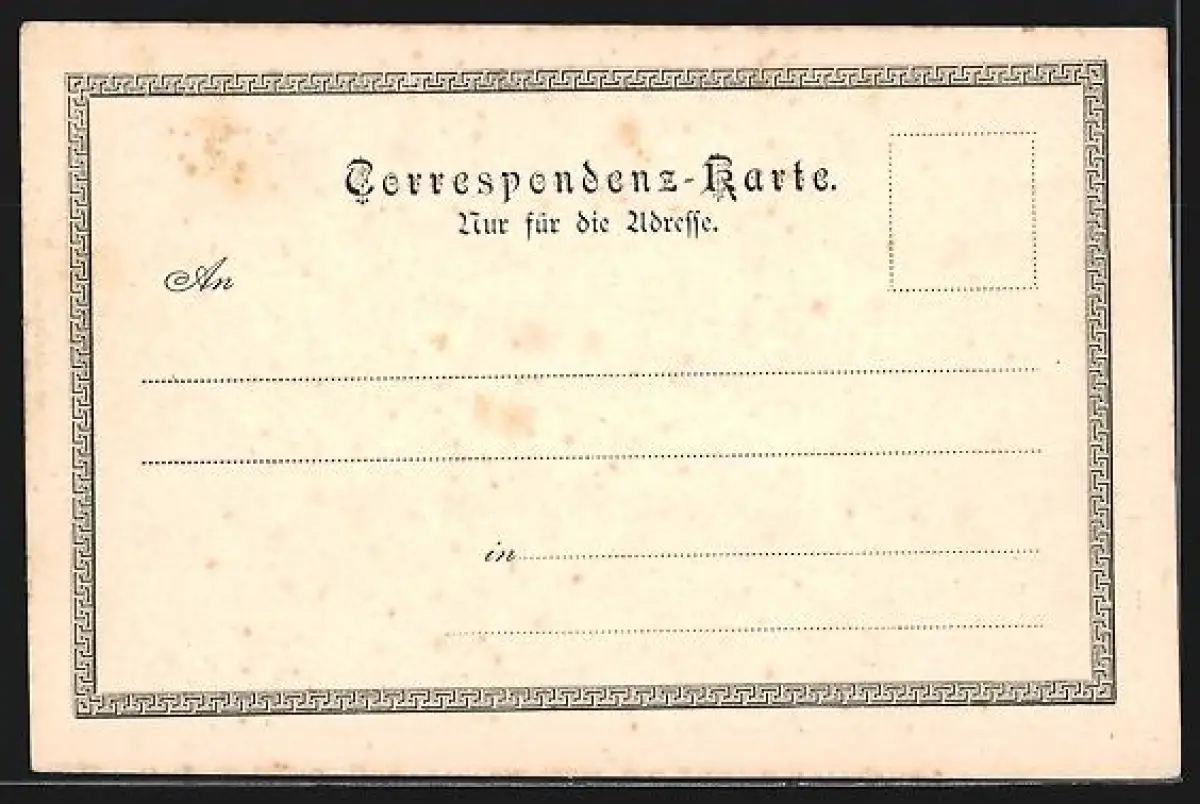 Correspondenz-Karte.
Nur für die Adresse.
An
in